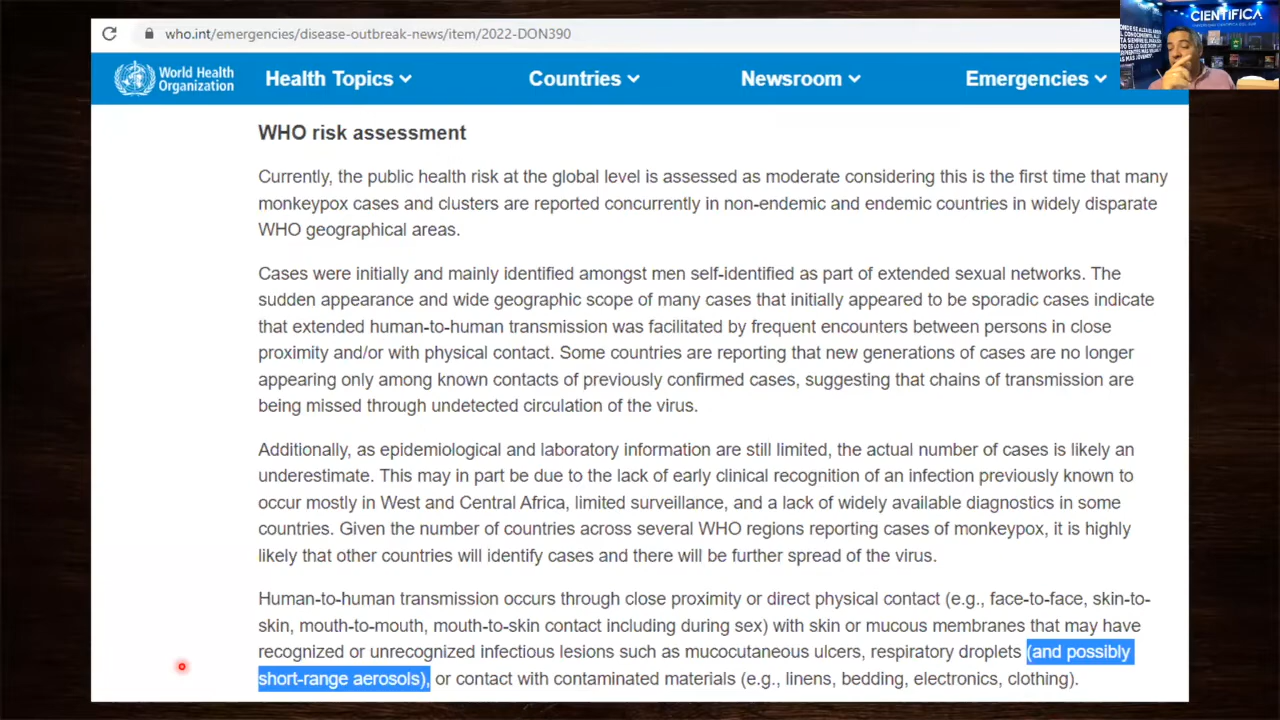 who.int/emergencies/disease-outbreak-news/item/2022-DON390
World Health
Organization
Health Topics
Countries
Newsroom
Emergencies
CIENTÍFICA
WHO risk assessment
Currently, the public health risk at the global level is assessed as moderate considering this is the first time that many
monkeypox cases and clusters are reported concurrently in non-endemic and endemic countries in widely disparate
WHO geographical areas.
Cases were initially and mainly identified amongst men self-identified as part of extended sexual networks. The
sudden appearance and wide geographic scope of many cases that initially appeared to be sporadic cases indicate
that extended human-to-human transmission was facilitated by frequent encounters between persons in close
proximity and/or with physical contact. Some countries are reporting that new generations of cases are no longer
appearing only among known contacts of previously confirmed cases, suggesting that chains of transmission are
being missed through undetected circulation of the virus.
Additionally, as epidemiological and laboratory information are still limited, the actual number of cases is likely an
underestimate. This may in part be due to the lack of early clinical recognition of an infection previously known to
occur mostly in West and Central Africa, limited surveillance, and a lack of widely available diagnostics in some
countries. Given the number of countries across several WHO regions reporting cases of monkeypox, it is highly
likely that other countries will identify cases and there will be further spread of the virus.
Human-to-human transmission occurs through close proximity or direct physical contact (e.g., face-to-face, skin-to-
skin, mouth-to-mouth, mouth-to-skin contact including during sex) with skin or mucous membranes that may have
recognized or unrecognized infectious lesions such as mucocutaneous ulcers, respiratory droplets (and possibly
short-range aerosols), or contact with contaminated materials (e.g., linens, bedding, electronics, clothing).